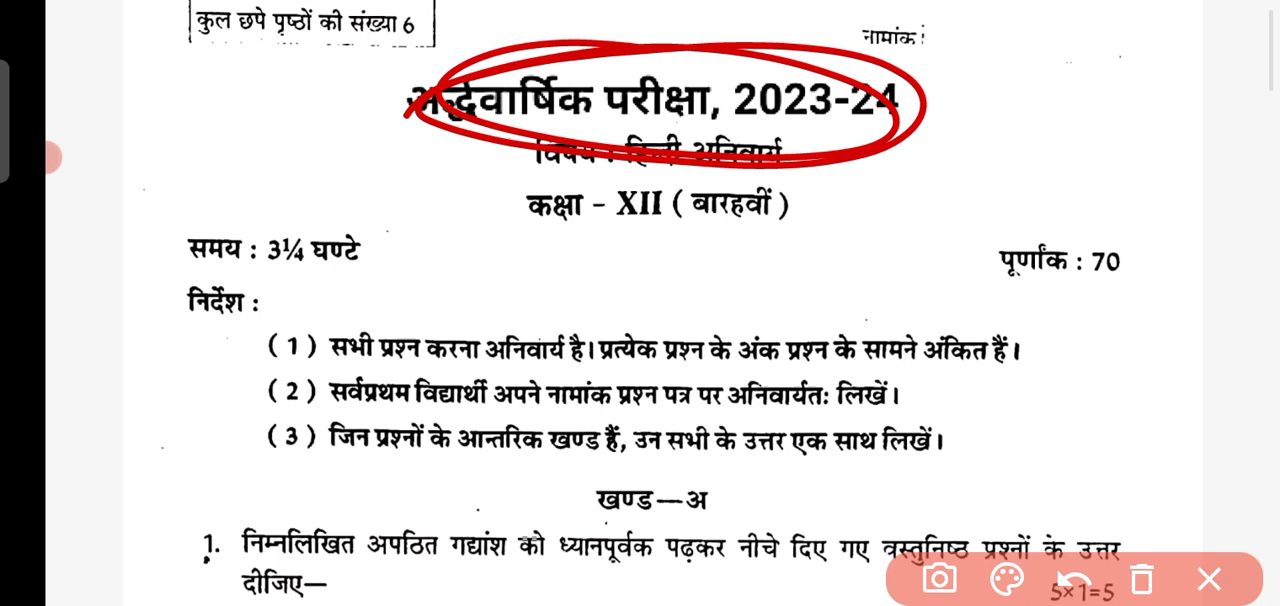 कुल छपे पृष्ठों की संख्या 6
नामांक
अर्द्धवार्षिक परीक्षा, 2023-24
विषय : हिन्दी अनिवार्य
कक्षा - XII ( बारहवीं )
समय : 3¼ घण्टे
पूर्णांक : 70
निर्देश :
( 1 ) सभी प्रश्न करना अनिवार्य है। प्रत्येक प्रश्न के अंक प्रश्न के सामने अंकित हैं।
( 2 ) सर्वप्रथम विद्यार्थी अपने नामांक प्रश्न पत्र पर अनिवार्यतः लिखें।
( 3 ) जिन प्रश्नों के आन्तरिक खण्ड हैं, उन सभी के उत्तर एक साथ लिखें।
खण्ड—अ
1. निम्नलिखित अपठित गद्यांश को ध्यानपूर्वक पढ़कर नीचे दिए गए वस्तुनिष्ठ प्रश्नों के उत्तर
दीजिए—
5×1=5